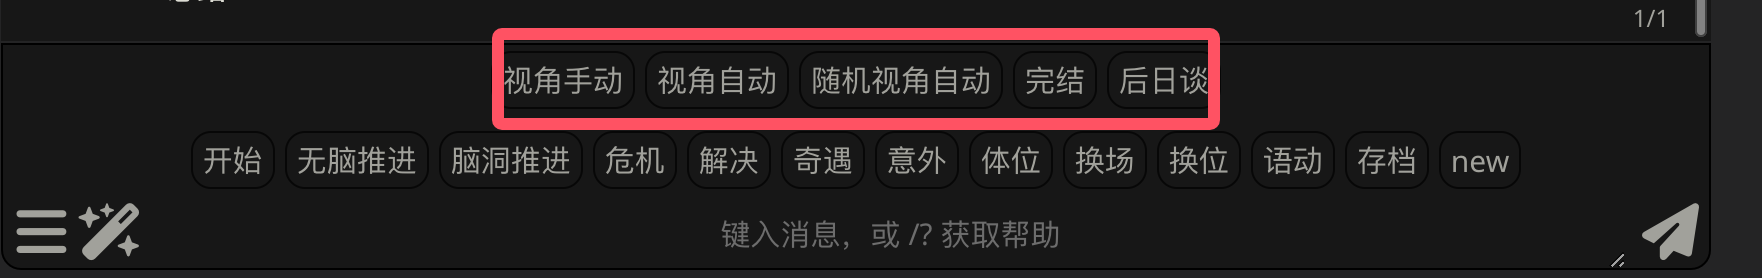 1/1
视角手动 视角自动 随机视角自动 完结 后日谈
开始 无脑推进 脑洞推进 危机 解决 奇遇 意外 体位 换场 换位 语动 存档 new
键入消息，或 /? 获取帮助